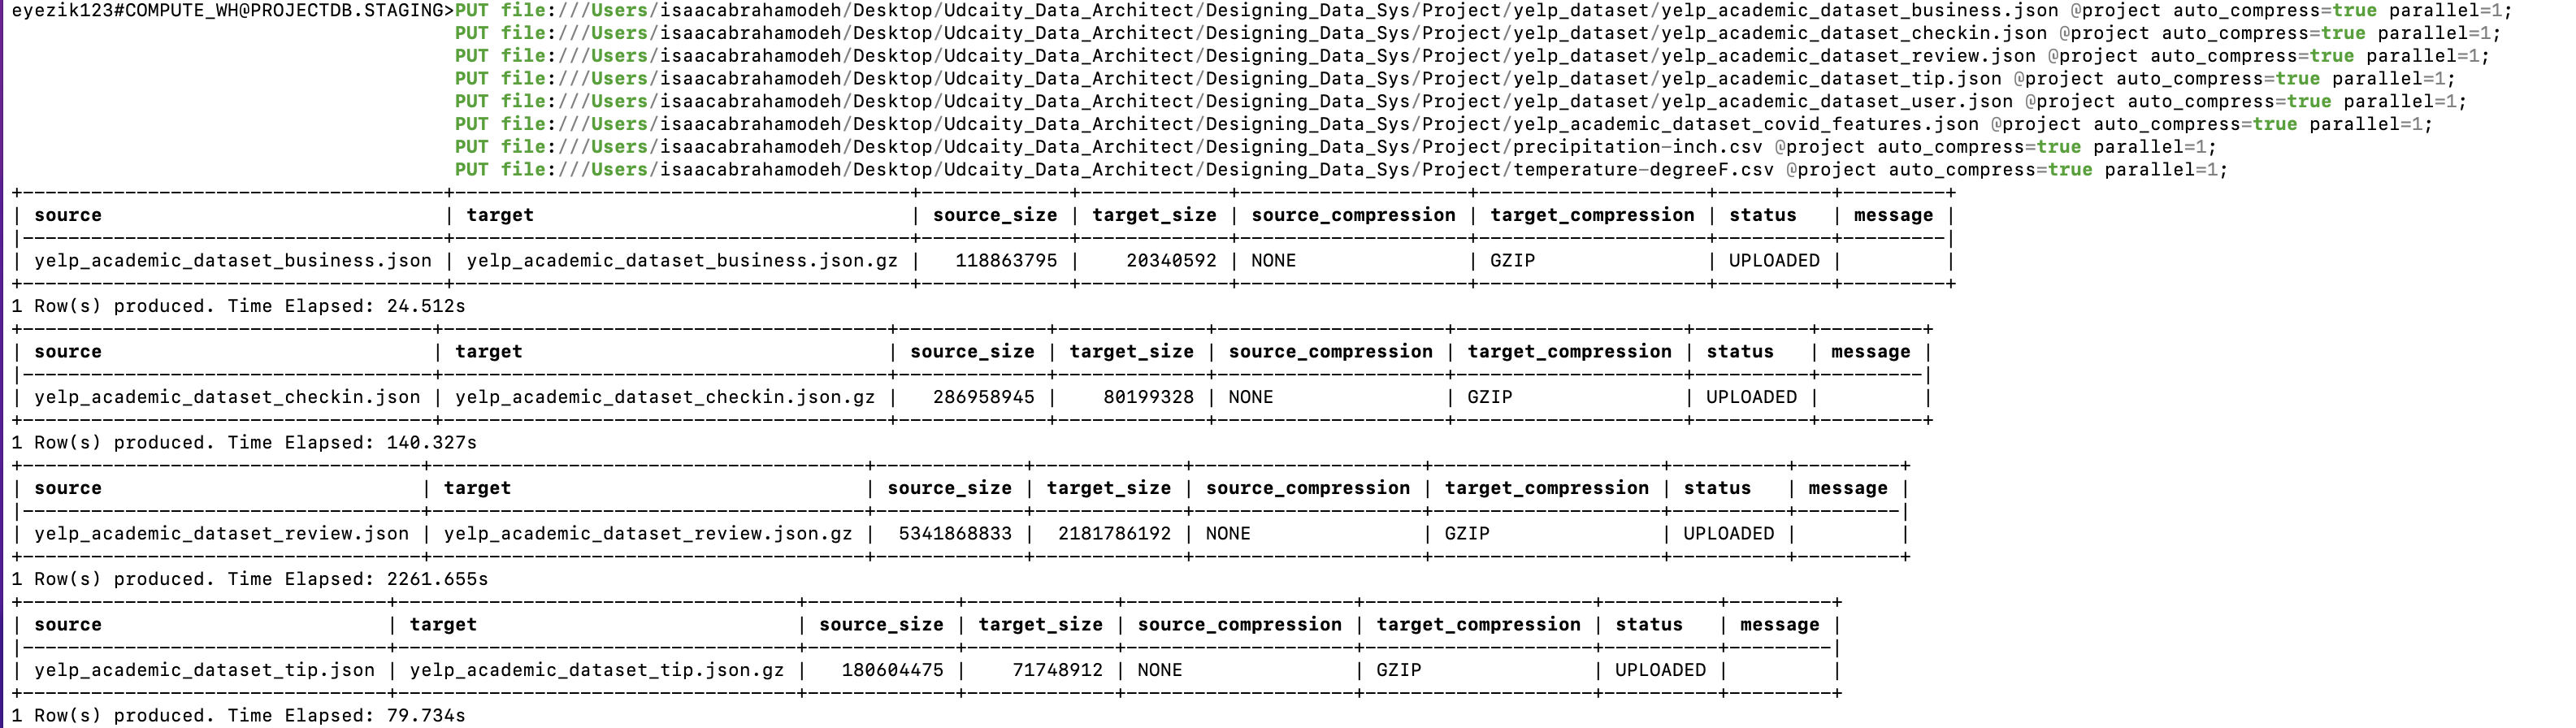 eyezik123#COMPUTE_WH@PROJECTDB.STAGING>PUT file:///Users/isaacabrahamodeh/Desktop/Udcaity_Data_Architect/Designing_Data_Sys/Project/yelp_dataset/yelp_academic_dataset_business.json @project auto_compress=true parallel=1;
PUT file:///Users/isaacabrahamodeh/Desktop/Udcaity_Data_Architect/Designing_Data_Sys/Project/yelp_dataset/yelp_academic_dataset_checkin.json @project auto_compress=true parallel=1;
PUT file:///Users/isaacabrahamodeh/Desktop/Udcaity_Data_Architect/Designing_Data_Sys/Project/yelp_dataset/yelp_academic_dataset_review.json @project auto_compress=true parallel=1;
PUT file:///Users/isaacabrahamodeh/Desktop/Udcaity_Data_Architect/Designing_Data_Sys/Project/yelp_dataset/yelp_academic_dataset_tip.json @project auto_compress=true parallel=1;
PUT file:///Users/isaacabrahamodeh/Desktop/Udcaity_Data_Architect/Designing_Data_Sys/Project/yelp_dataset/yelp_academic_dataset_user.json @project auto_compress=true parallel=1;
PUT file:///Users/isaacabrahamodeh/Desktop/Udcaity_Data_Architect/Designing_Data_Sys/Project/yelp_academic_dataset_covid_features.json @project auto_compress=true parallel=1;
PUT file:///Users/isaacabrahamodeh/Desktop/Udcaity_Data_Architect/Designing_Data_Sys/Project/precipitation-inch.csv @project auto_compress=true parallel=1;
PUT file:///Users/isaacabrahamodeh/Desktop/Udcaity_Data_Architect/Designing_Data_Sys/Project/temperature-degreeF.csv @project auto_compress=true parallel=1;
| source | target | source_size | target_size | source_compression | target_compression | status | message |
| yelp_academic_dataset_business.json | yelp_academic_dataset_business.json.gz | 118863795 | 20340592 | NONE | GZIP | UPLOADED | |
1 Row(s) produced. Time Elapsed: 24.512s
| source | target | source_size | target_size | source_compression | target_compression | status | message |
| yelp_academic_dataset_checkin.json | yelp_academic_dataset_checkin.json.gz | 286958945 | 80199328 | NONE | GZIP | UPLOADED | |
1 Row(s) produced. Time Elapsed: 140.327s
| source | target | source_size | target_size | source_compression | target_compression | status | message |
| yelp_academic_dataset_review.json | yelp_academic_dataset_review.json.gz | 5341868833 | 2181786192 | NONE | GZIP | UPLOADED | |
1 Row(s) produced. Time Elapsed: 2261.655s
| source | target | source_size | target_size | source_compression | target_compression | status | message |
| yelp_academic_dataset_tip.json | yelp_academic_dataset_tip.json.gz | 180604475 | 71748912 | NONE | GZIP | UPLOADED | |
1 Row(s) produced. Time Elapsed: 79.734s